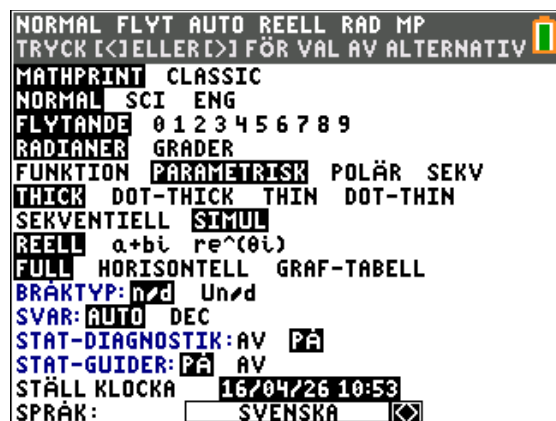 NORMAL FLYT AUTO REELL RAD MP
TRYCK [<]ELLER[>] FÖR VAL AV ALTERNATIV
MATHPRINT CLASSIC
NORMAL SCI ENG
FLYTANDE 0 1 2 3 4 5 6 7 8 9
RADIANER GRADER
FUNKTION PARAMETRISK POLÄR SEKV
THICK DOT-THICK THIN DOT-THIN
SEKVENTIELL SIMUL
REELL a+bi re^(θi)
FULL HORISONTELL GRAF-TABELL
BRÅKTYP: n/d Un/d
SVAR: AUTO DEC
STAT-DIAGNOSTIK: AV PÅ
STAT-GUIDER: PÅ AV
STÄLL KLOCKA 16/04/26 10:53
SPRÅK: SVENSKA